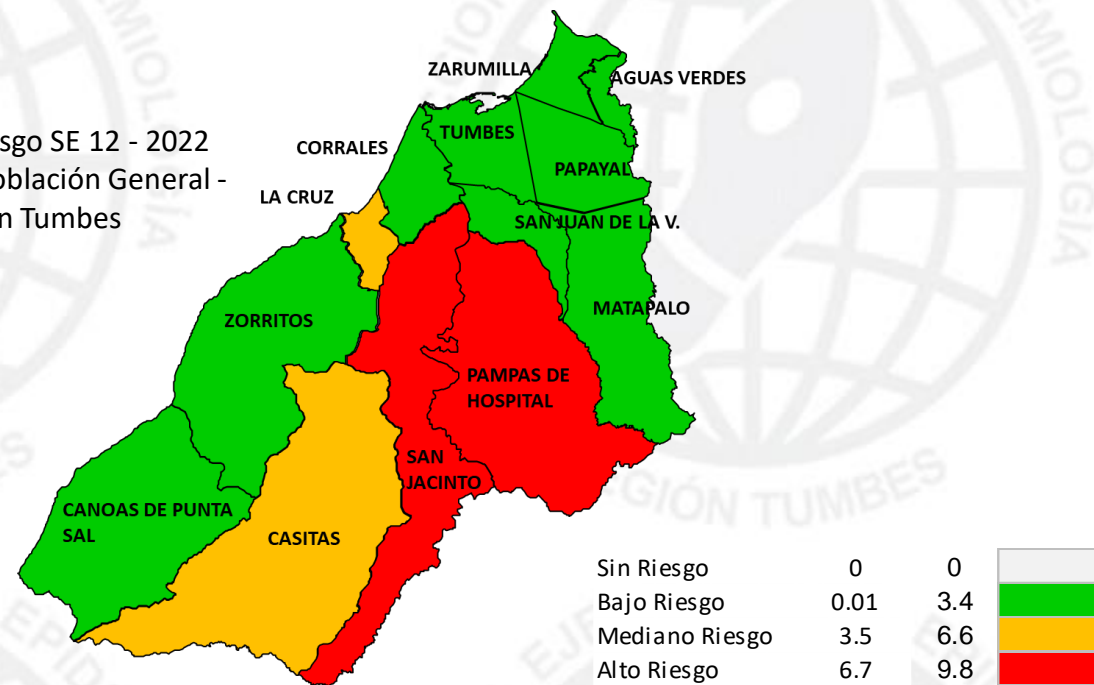 ZARUMILLA
AGUAS VERDES
TUMBES
sgo SE 12 - 2022
oblación General -
n Tumbes
CORRALES
PAPAYAL
LA CRUZ
SAN JUAN DE LA V.
MATAPALO
ZORRITOS
PAMPAS DE
HOSPITAL
SAN
JACINTO
CANOAS DE PUNTA
SAL
CASITAS
Sin Riesgo 0 0
Bajo Riesgo 0.01 3.4
Mediano Riesgo 3.5 6.6
Alto Riesgo 6.7 9.8
GIÓN TUMBES